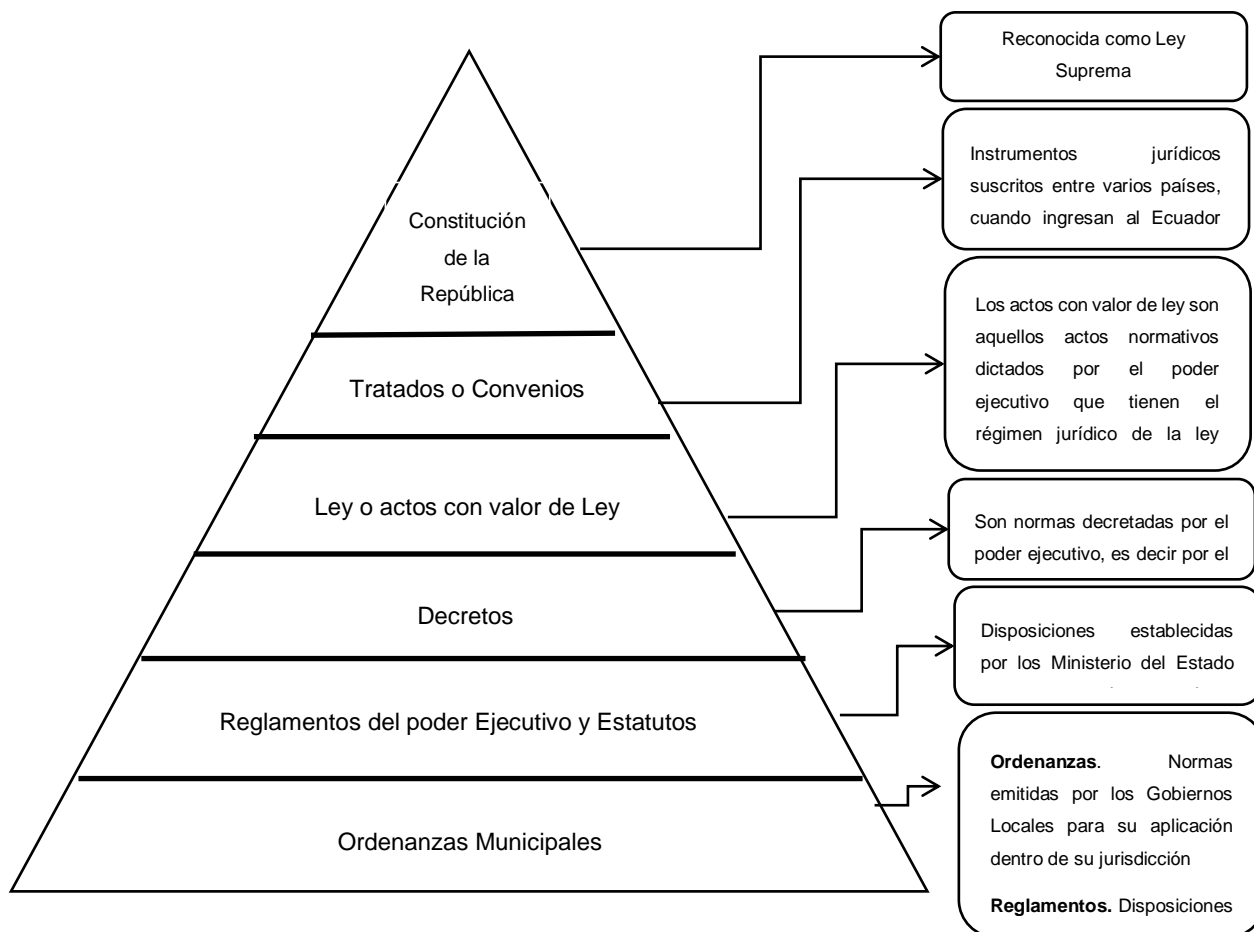 Reconocida como Ley
Suprema
Instrumentos jurídicos
suscritos entre varios países,
cuando ingresan al Ecuador
Constitución
de la
República
Los actos con valor de ley son
aquellos actos normativos
dictados por el poder
ejecutivo que tienen el
régimen jurídico de la ley
Tratados o Convenios
Ley o actos con valor de Ley
Son normas decretadas por el
poder ejecutivo, es decir por el
Decretos
Disposiciones establecidas
por los Ministerio del Estado
Reglamentos del poder Ejecutivo y Estatutos
Ordenanzas. Normas
emitidas por los Gobiernos
Locales para su aplicación
dentro de su jurisdicción
Reglamentos. Disposiciones
Ordenanzas Municipales